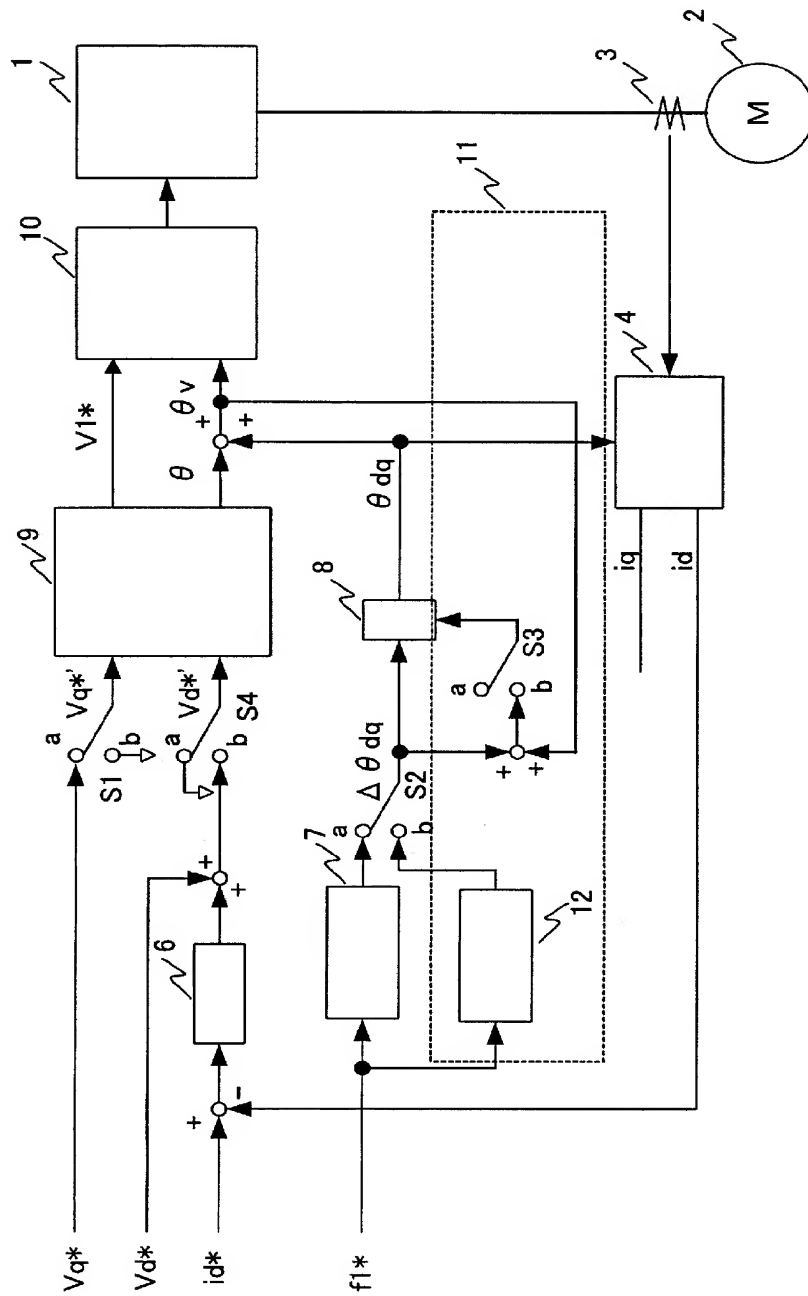 1
2
M
3
10
11
V1*
θv
+
+
θ
θdq
4
9
8
iq
id
Vq*'
a
b
S1
Vd*'
a
b
S4
a
b
S3
Δθdq
a
b
S2
+
+
7
12
6
+
+
+
-
Vq*
Vd*
id*
f1*